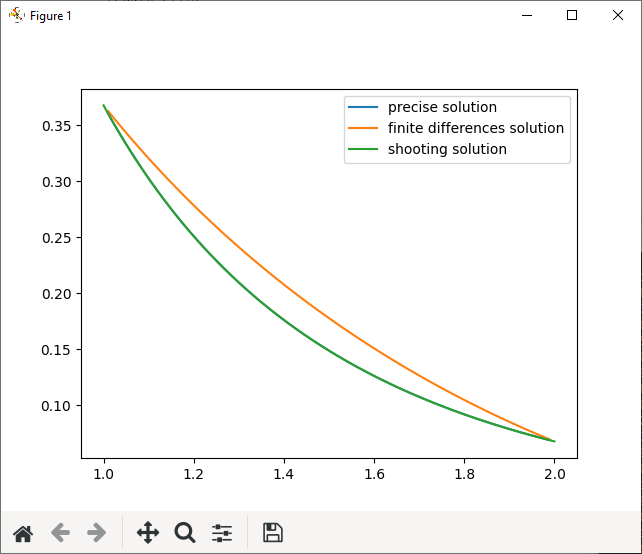 Figure 1
precise solution
finite differences solution
shooting solution
0.35
0.30
0.25
0.20
0.15
0.10
1.0 1.2 1.4 1.6 1.8 2.0